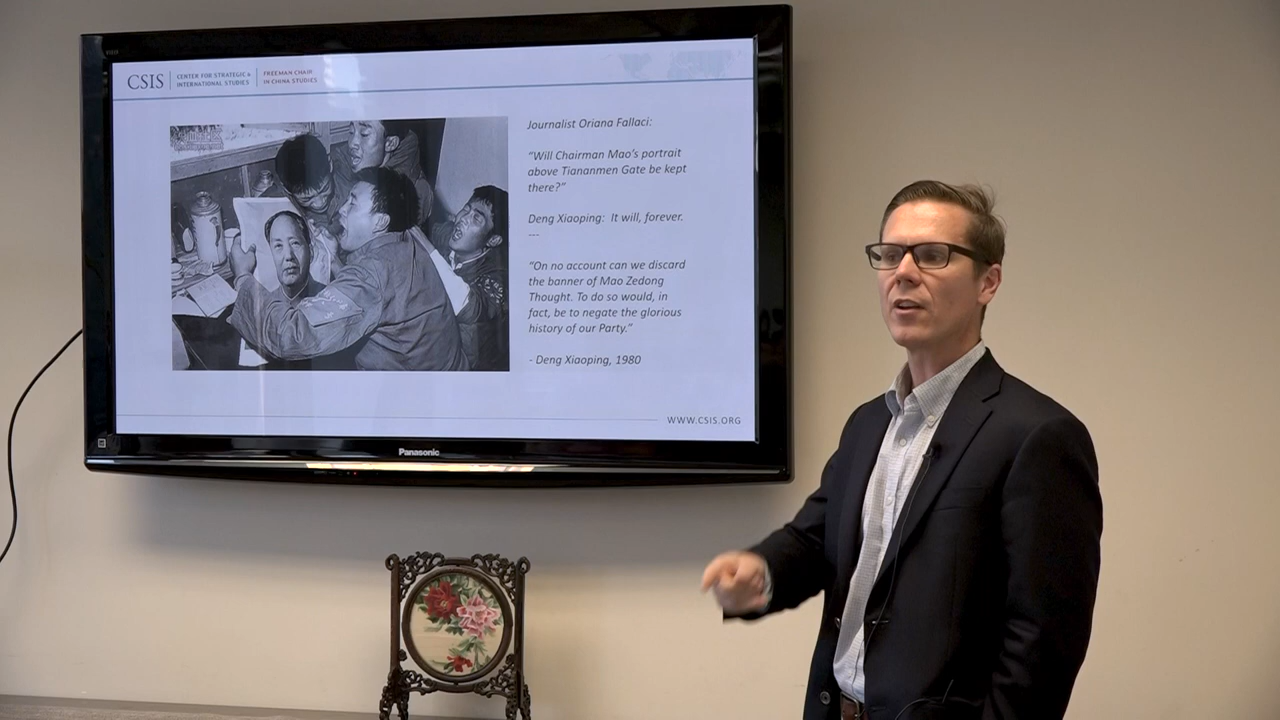 CSIS
CENTER FOR STRATEGIC &
INTERNATIONAL STUDIES
FREEMAN CHAIR
IN CHINA STUDIES
Journalist Oriana Fallaci:
“Will Chairman Mao’s portrait
above Tiananmen Gate be kept
there?”
Deng Xiaoping: It will, forever.
---
“On no account can we discard
the banner of Mao Zedong
Thought. To do so would, in
fact, be to negate the glorious
history of our Party.”
- Deng Xiaoping, 1980
WWW.CSIS.ORG
Panasonic